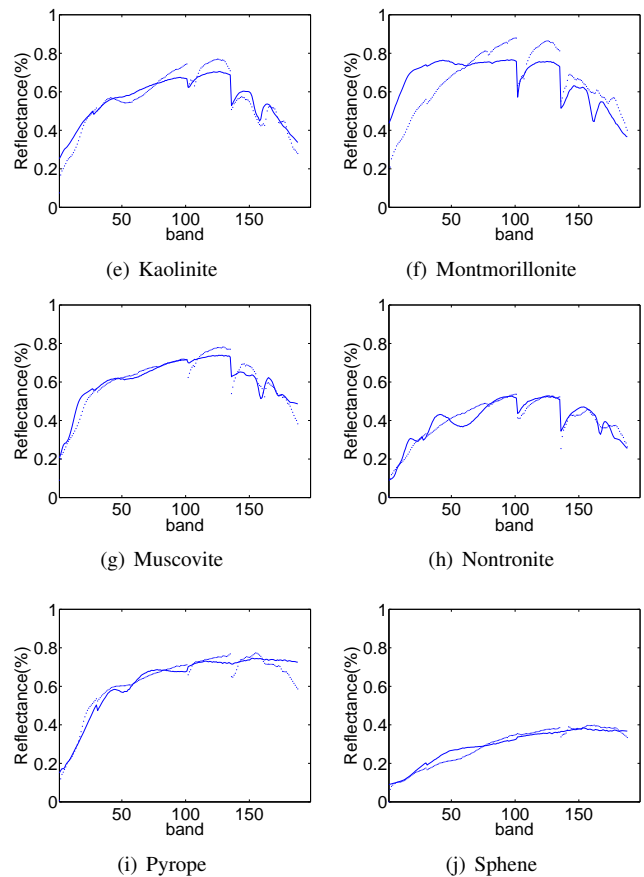 1
0.8
0.6
0.4
0.2
0
Reflectance(%)
50 100 150
band
(e) Kaolinite
1
0.8
0.6
0.4
0.2
0
Reflectance(%)
50 100 150
band
(f) Montmorillonite
1
0.8
0.6
0.4
0.2
0
Reflectance(%)
50 100 150
band
(g) Muscovite
1
0.8
0.6
0.4
0.2
0
Reflectance(%)
50 100 150
band
(h) Nontronite
1
0.8
0.6
0.4
0.2
0
Reflectance(%)
50 100 150
band
(i) Pyrope
1
0.8
0.6
0.4
0.2
0
Reflectance(%)
50 100 150
band
(j) Sphene